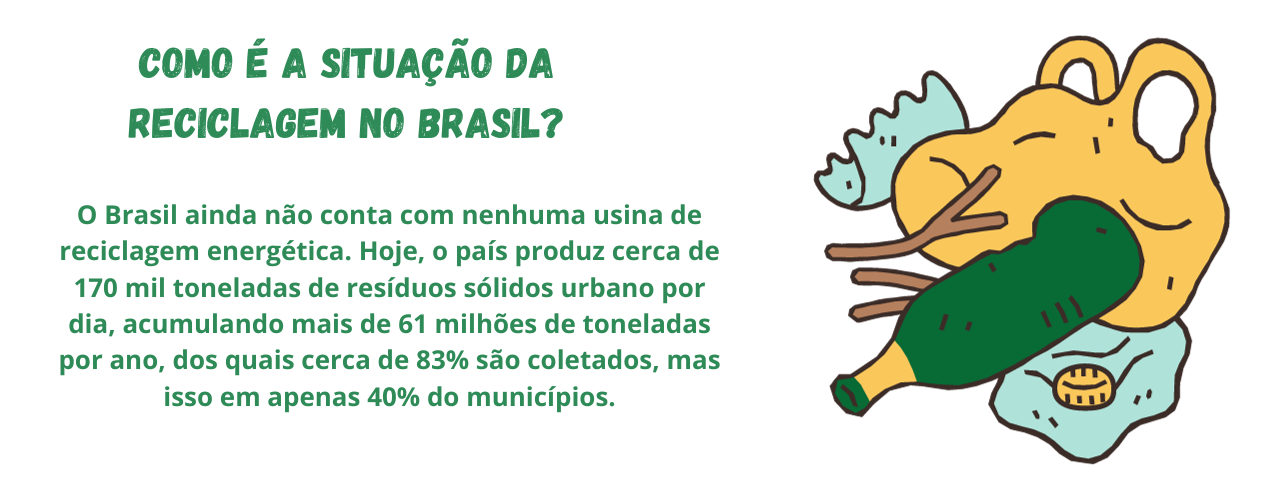 COMO É A SITUAÇÃO DA
RECICLAGEM NO BRASIL?
O Brasil ainda não conta com nenhuma usina de
reciclagem energética. Hoje, o país produz cerca de
170 mil toneladas de resíduos sólidos urbano por
dia, acumulando mais de 61 milhões de toneladas
por ano, dos quais cerca de 83% são coletados, mas
isso em apenas 40% do municípios.